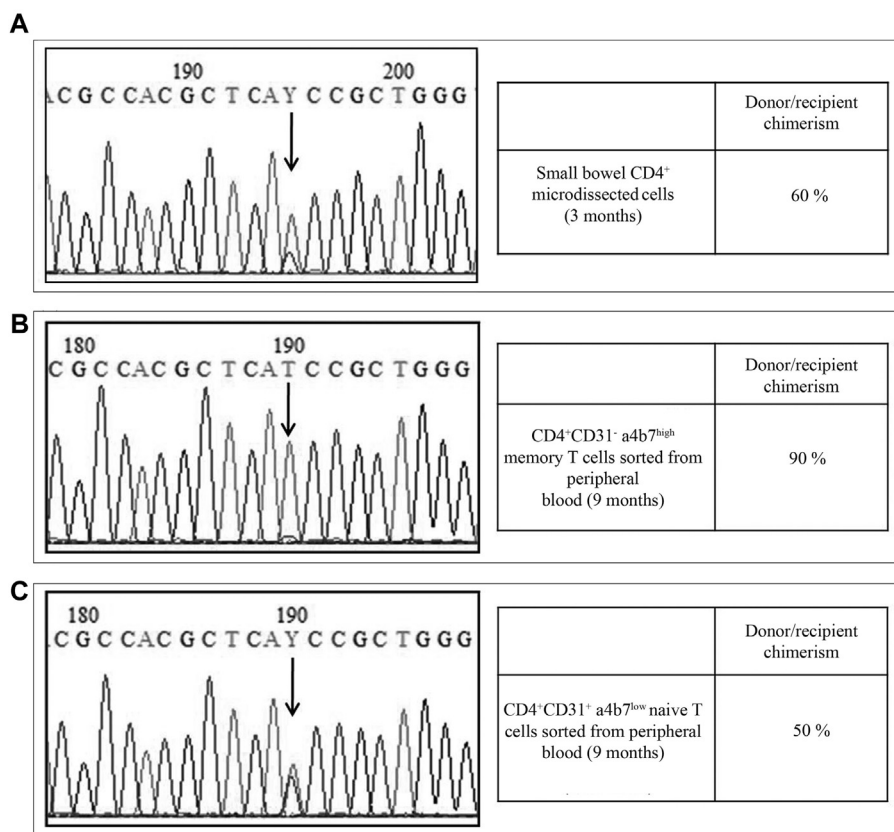 A
190 200
ACGCCACGCTCAYCCGCTGGG
Donor/recipient
chimerism
Small bowel CD4⁺
microdissected cells
(3 months)
60 %
B
180 190
CGCCACGCTCATCCGCTGGG
Donor/recipient
chimerism
CD4⁺CD31⁻ a4b7ʰⁱᵍʰ
memory T cells sorted from
peripheral
blood (9 months)
90 %
C
180 190
ACGCCACGCTCAYCCGCTGGG
Donor/recipient
chimerism
CD4⁺CD31⁺ a4b7ˡᵒʷ naive T
cells sorted from peripheral
blood (9 months)
50 %